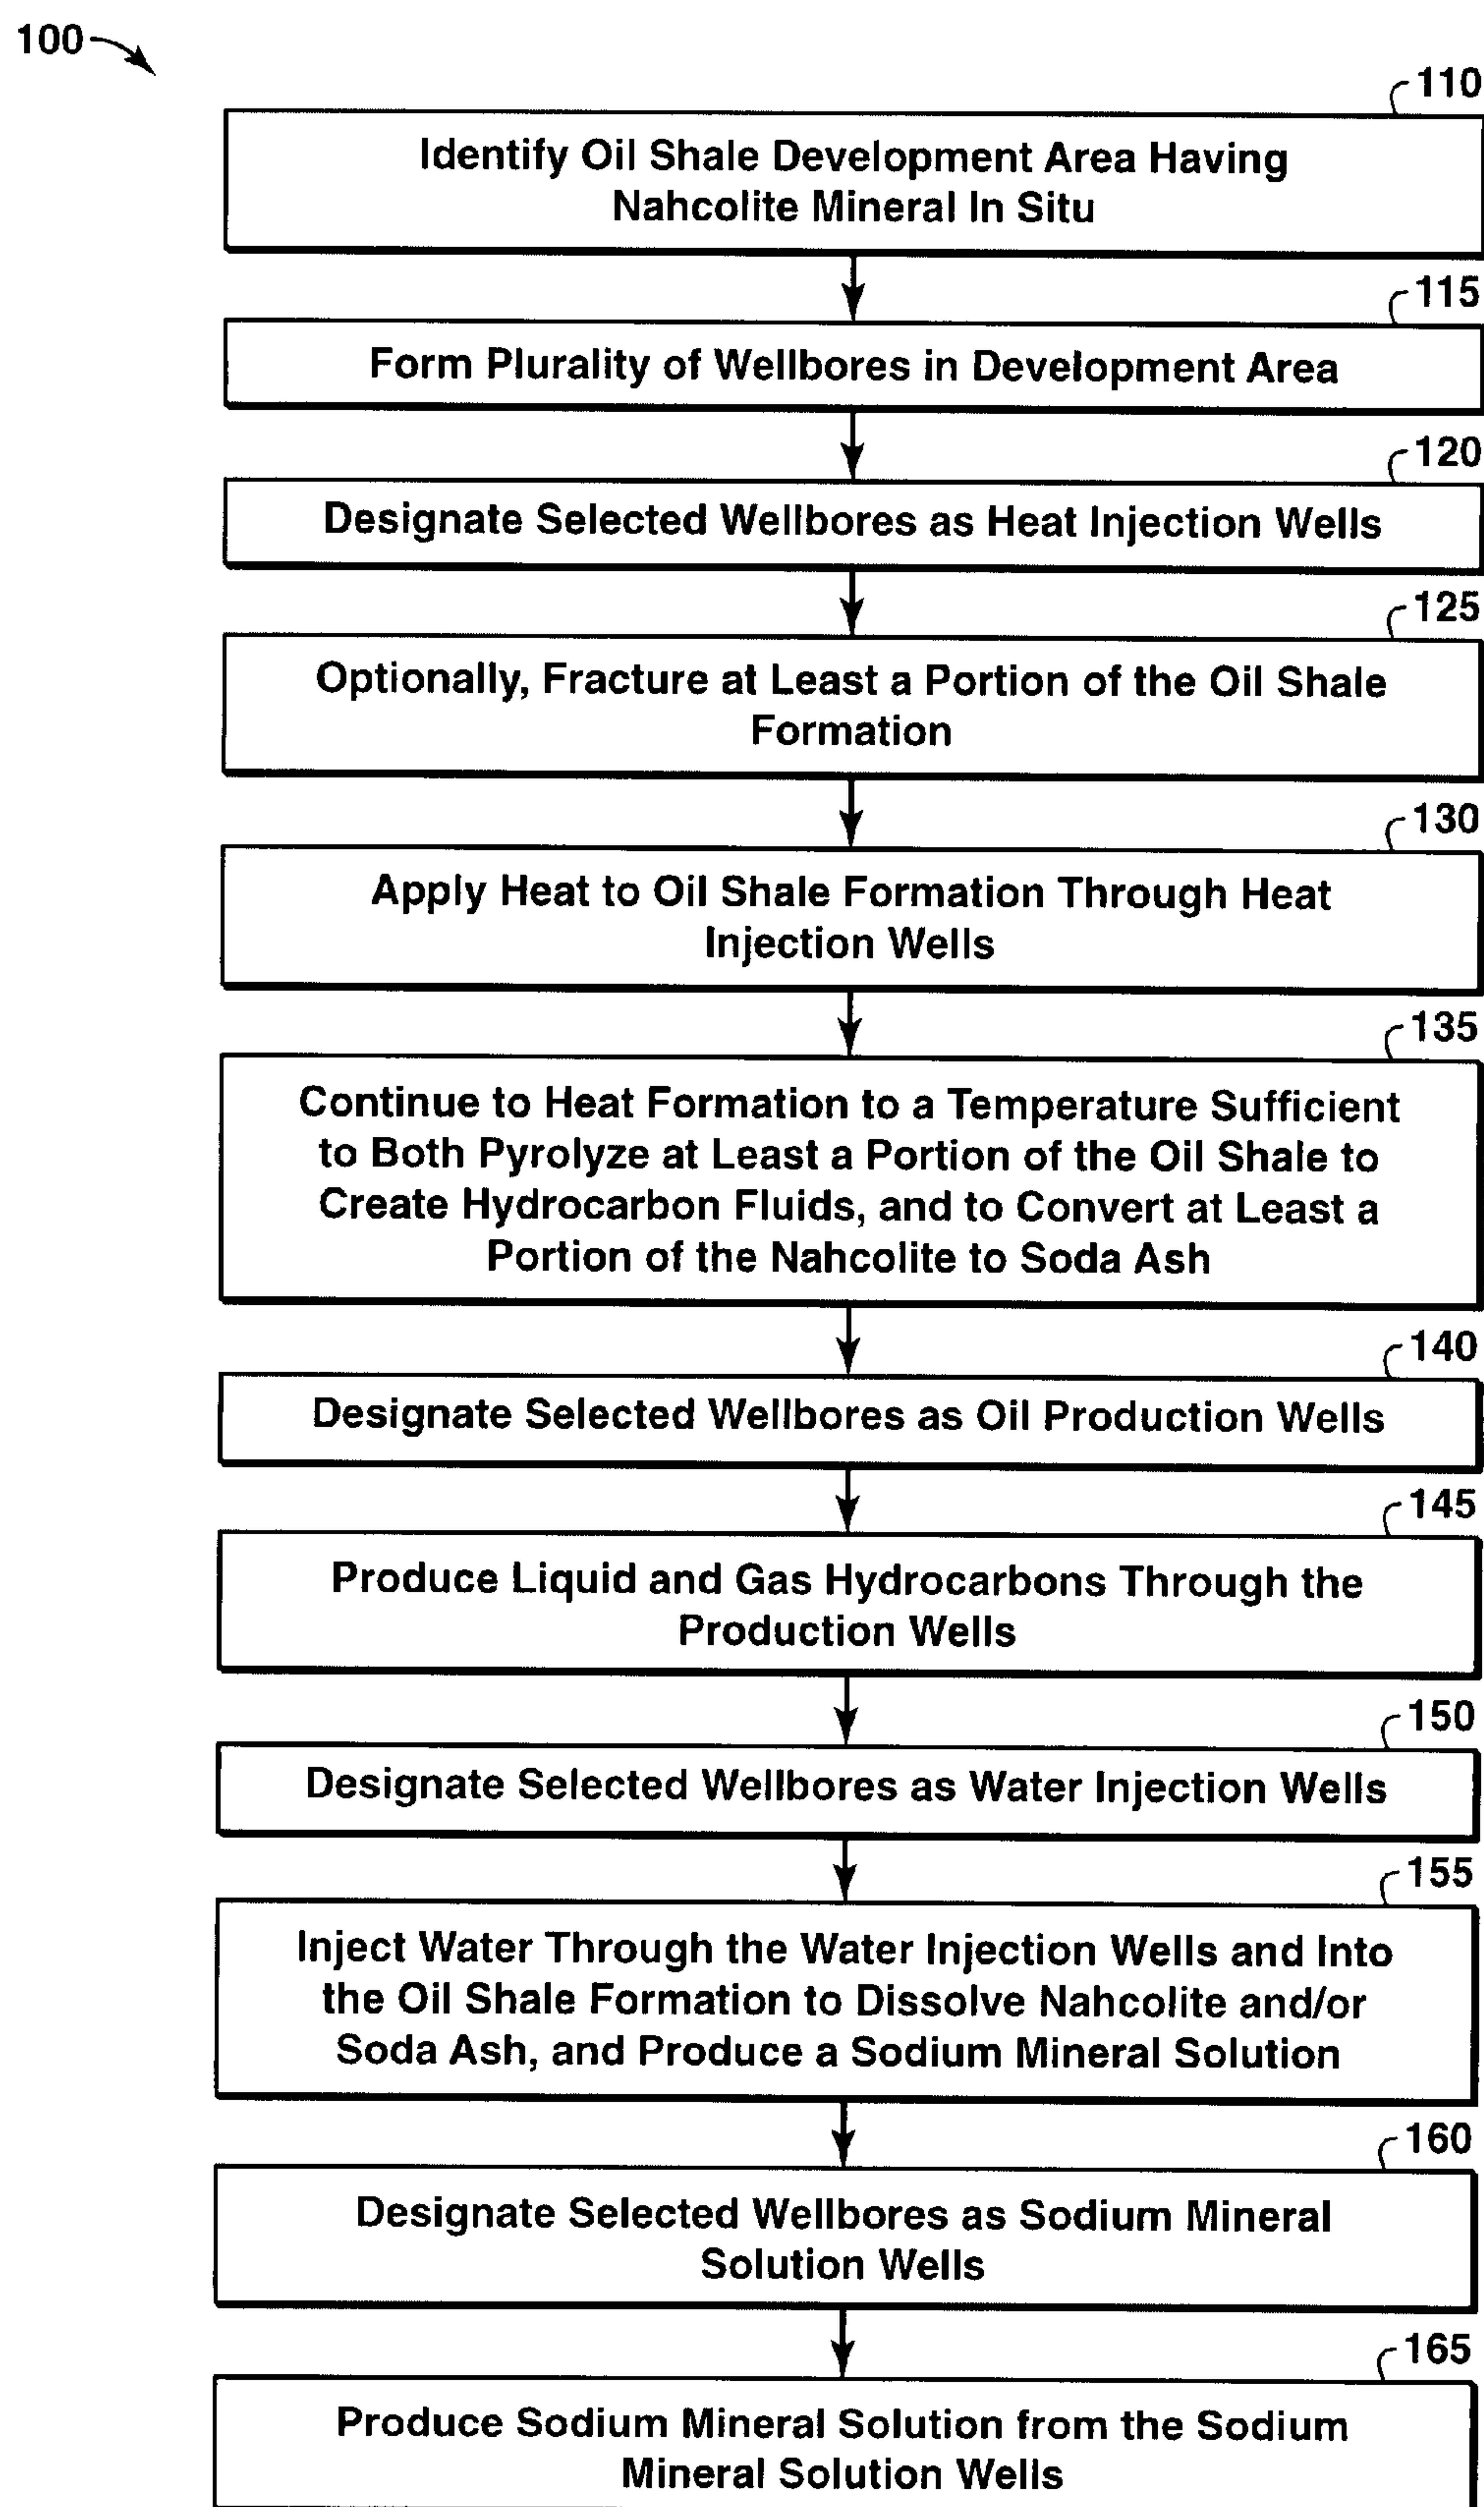 100
110
Identify Oil Shale Development Area Having
Nahcolite Mineral In Situ
115
Form Plurality of Wellbores in Development Area
120
Designate Selected Wellbores as Heat Injection Wells
125
Optionally, Fracture at Least a Portion of the Oil Shale
Formation
130
Apply Heat to Oil Shale Formation Through Heat
Injection Wells
135
Continue to Heat Formation to a Temperature Sufficient
to Both Pyrolyze at Least a Portion of the Oil Shale to
Create Hydrocarbon Fluids, and to Convert at Least a
Portion of the Nahcolite to Soda Ash
140
Designate Selected Wellbores as Oil Production Wells
145
Produce Liquid and Gas Hydrocarbons Through the
Production Wells
150
Designate Selected Wellbores as Water Injection Wells
155
Inject Water Through the Water Injection Wells and Into
the Oil Shale Formation to Dissolve Nahcolite and/or
Soda Ash, and Produce a Sodium Mineral Solution
160
Designate Selected Wellbores as Sodium Mineral
Solution Wells
165
Produce Sodium Mineral Solution from the Sodium
Mineral Solution Wells